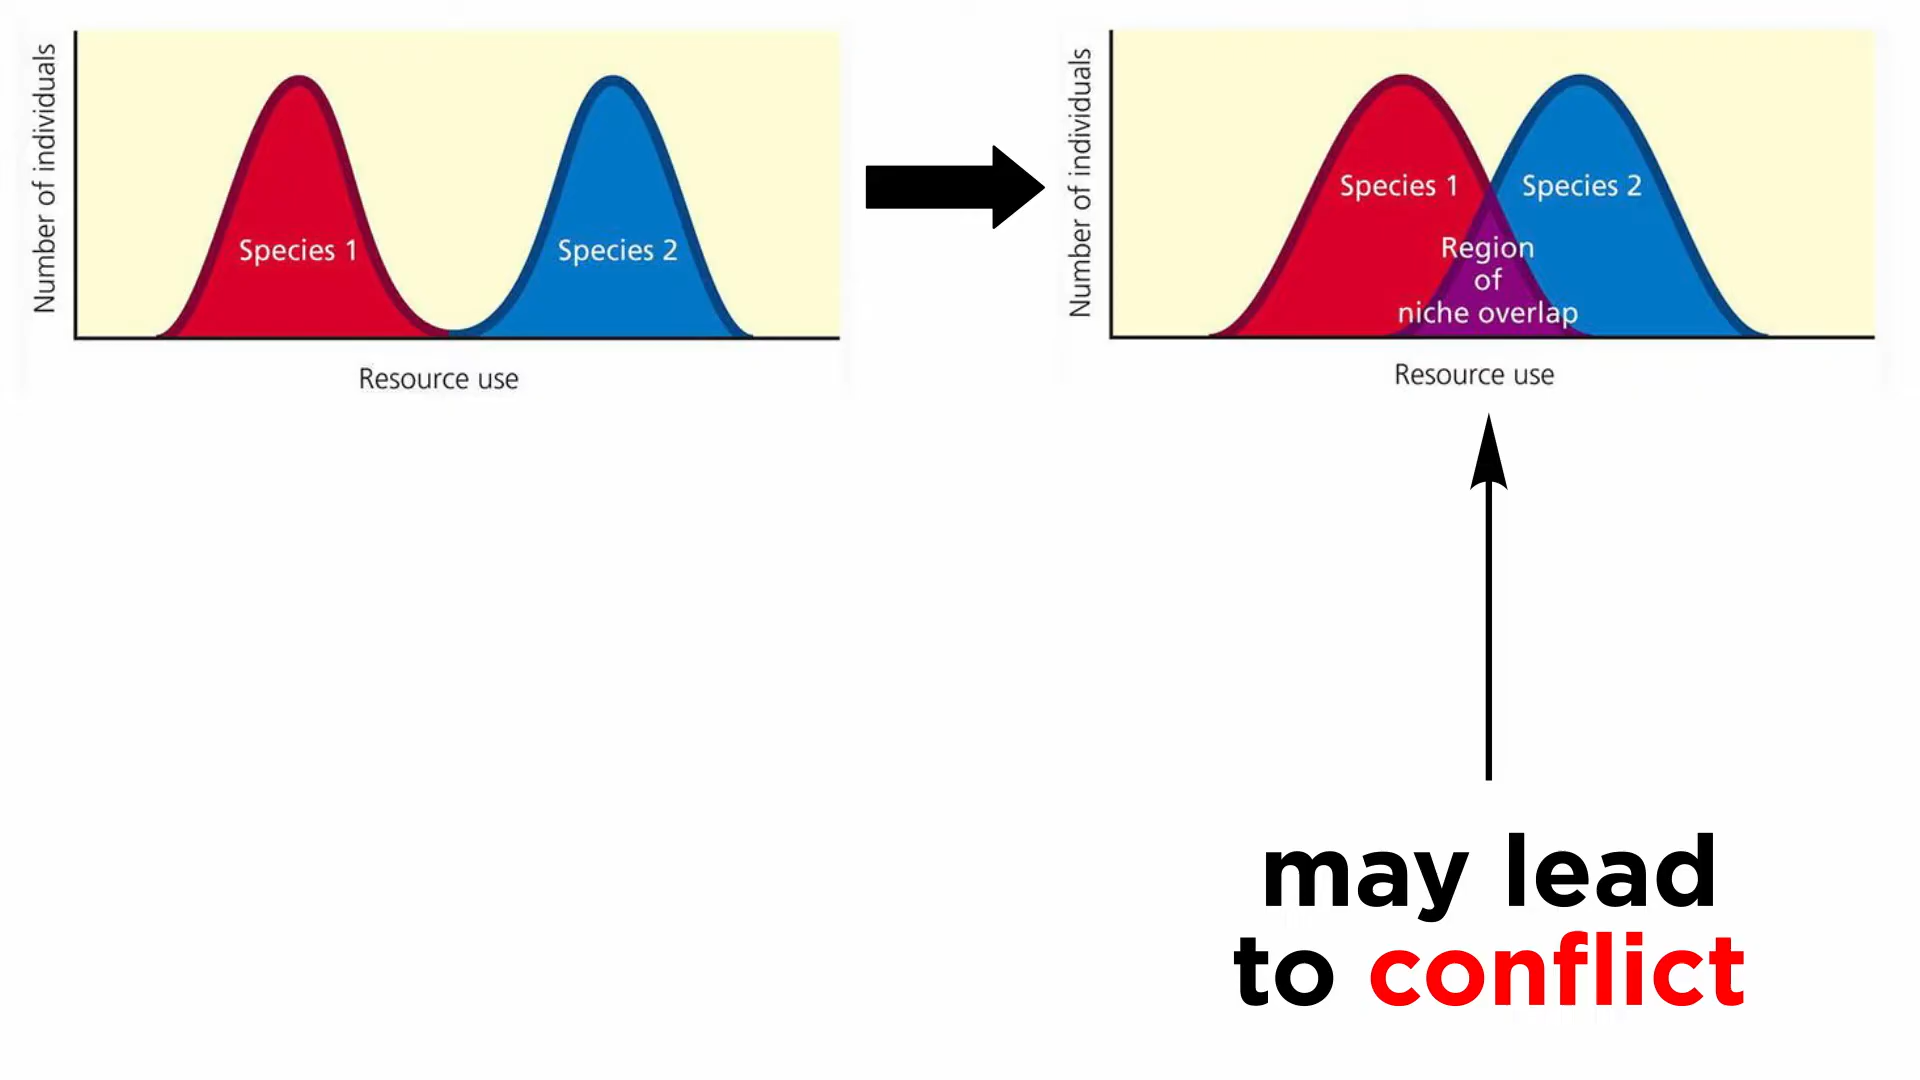 Number of individuals
Species 1
Species 2
Resource use
Number of individuals
Species 1
Species 2
Region
of
niche overlap
Resource use
may lead
to conflict